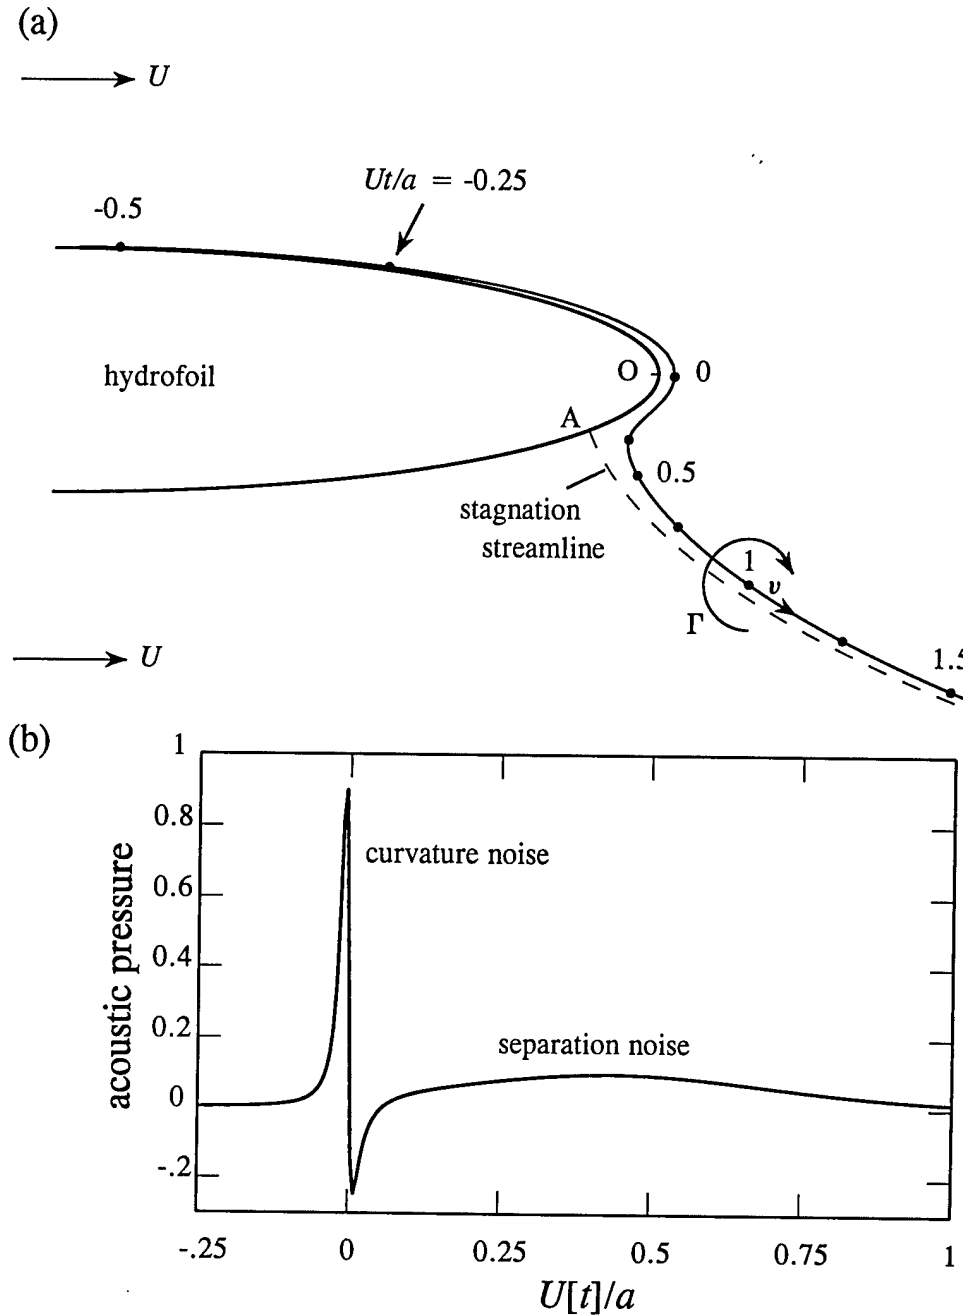 (a)
U
Ut/a = -0.25
-0.5
hydrofoil
O
0
A
0.5
stagnation
streamline
1
υ
Γ
U
1.5
(b)
1
0.8
curvature noise
0.6
0.4
0.2
separation noise
0
-.2
acoustic pressure
-.25
0
0.25
0.5
0.75
1
U[t]/a